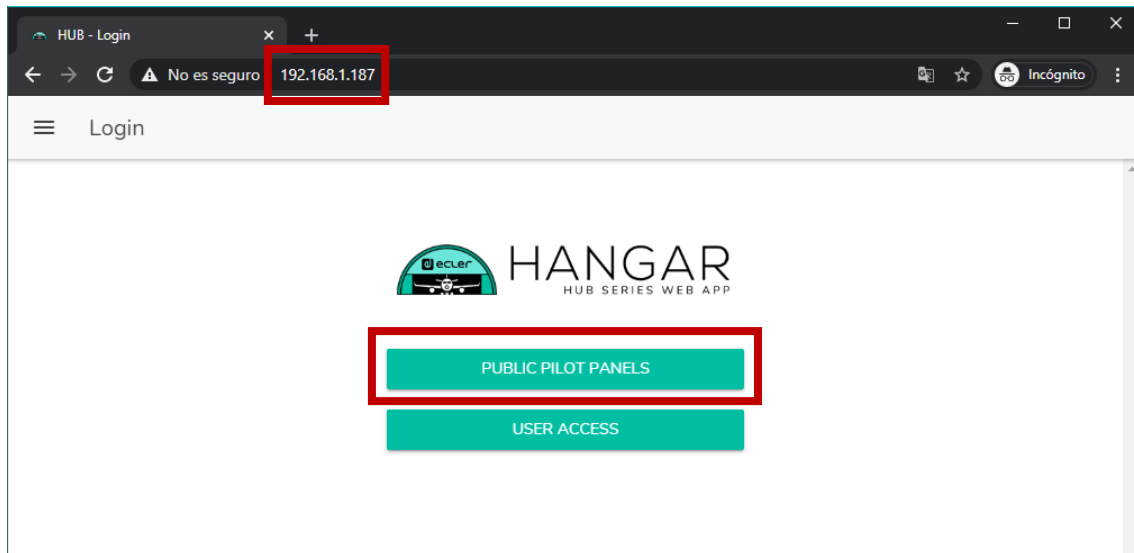 HUB - Login
No es seguro
192.168.1.187
Incógnito
Login
ecler
HANGAR
HUB SERIES WEB APP
PUBLIC PILOT PANELS
USER ACCESS